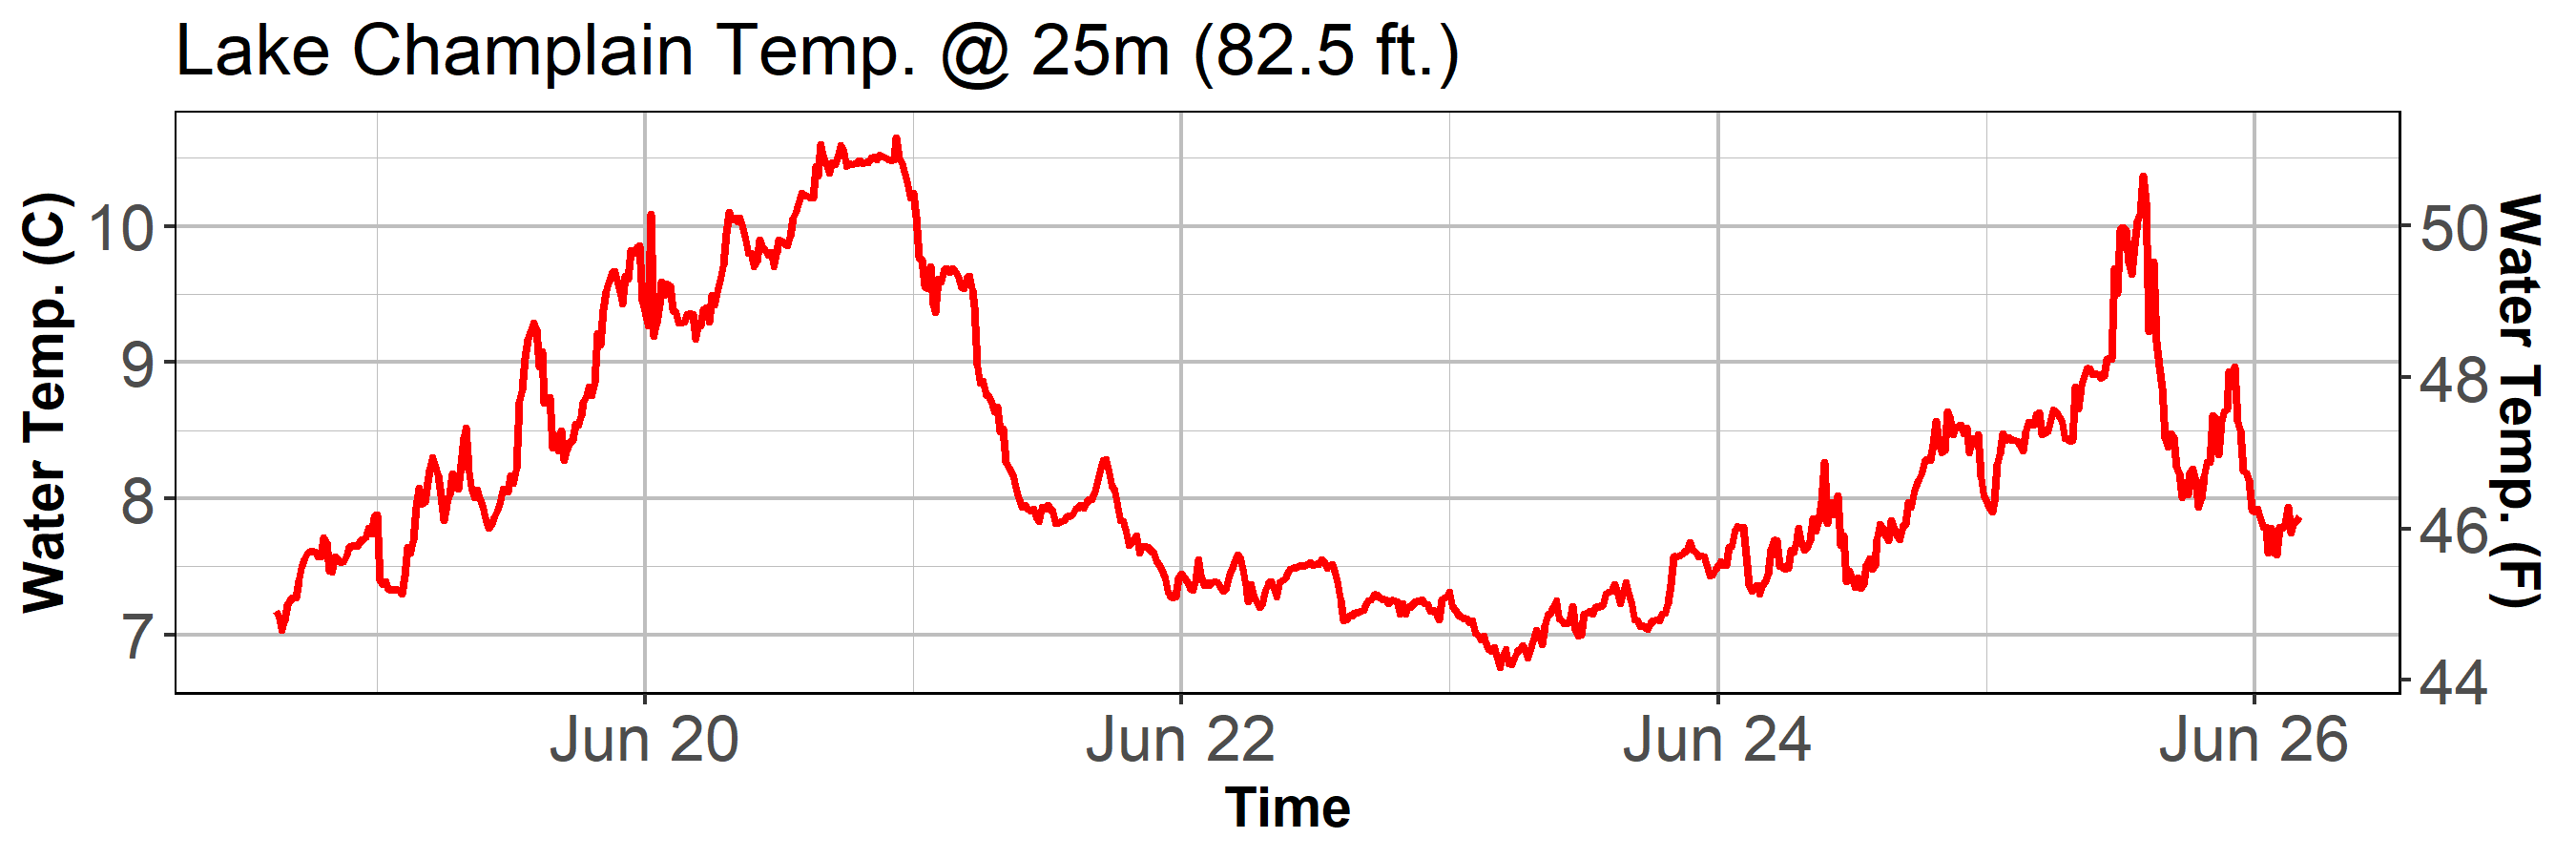 Lake Champlain Temp. @ 25m (82.5 ft.)
Water Temp. (C)
10
9
8
7
50
48
46
44
Water Temp. (F)
Jun 20 Jun 22 Jun 24 Jun 26
Time